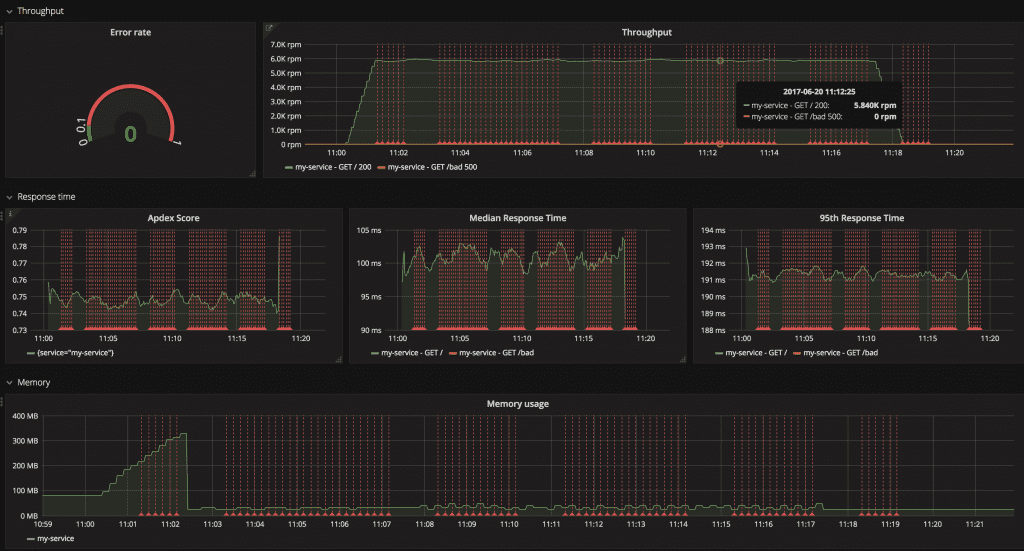 Throughput
Error rate
0
0.1
1
0
Throughput
7.0K rpm
6.0K rpm
5.0K rpm
4.0K rpm
3.0K rpm
2.0K rpm
1.0K rpm
0 rpm
2017-06-20 11:12:25
my-service - GET / 200: 5.840K rpm
my-service - GET /bad 500: 0 rpm
11:00 11:02 11:04 11:06 11:08 11:10 11:12 11:14 11:16 11:18 11:20
my-service - GET / 200 my-service - GET /bad 500
Response time
i
Apdex Score
0.79
0.78
0.77
0.76
0.75
0.74
0.73
11:00 11:05 11:10 11:15 11:20
{service="my-service"}
Median Response Time
105 ms
100 ms
95 ms
90 ms
11:00 11:05 11:10 11:15 11:20
my-service - GET / my-service - GET /bad
95th Response Time
194 ms
193 ms
192 ms
191 ms
190 ms
189 ms
188 ms
11:00 11:05 11:10 11:15 11:20
my-service - GET / my-service - GET /bad
Memory
Memory usage
400 MB
300 MB
200 MB
100 MB
0 MB
10:59 11:00 11:01 11:02 11:03 11:04 11:05 11:06 11:07 11:08 11:09 11:10 11:11 11:12 11:13 11:14 11:15 11:16 11:17 11:18 11:19 11:20 11:21
my-service